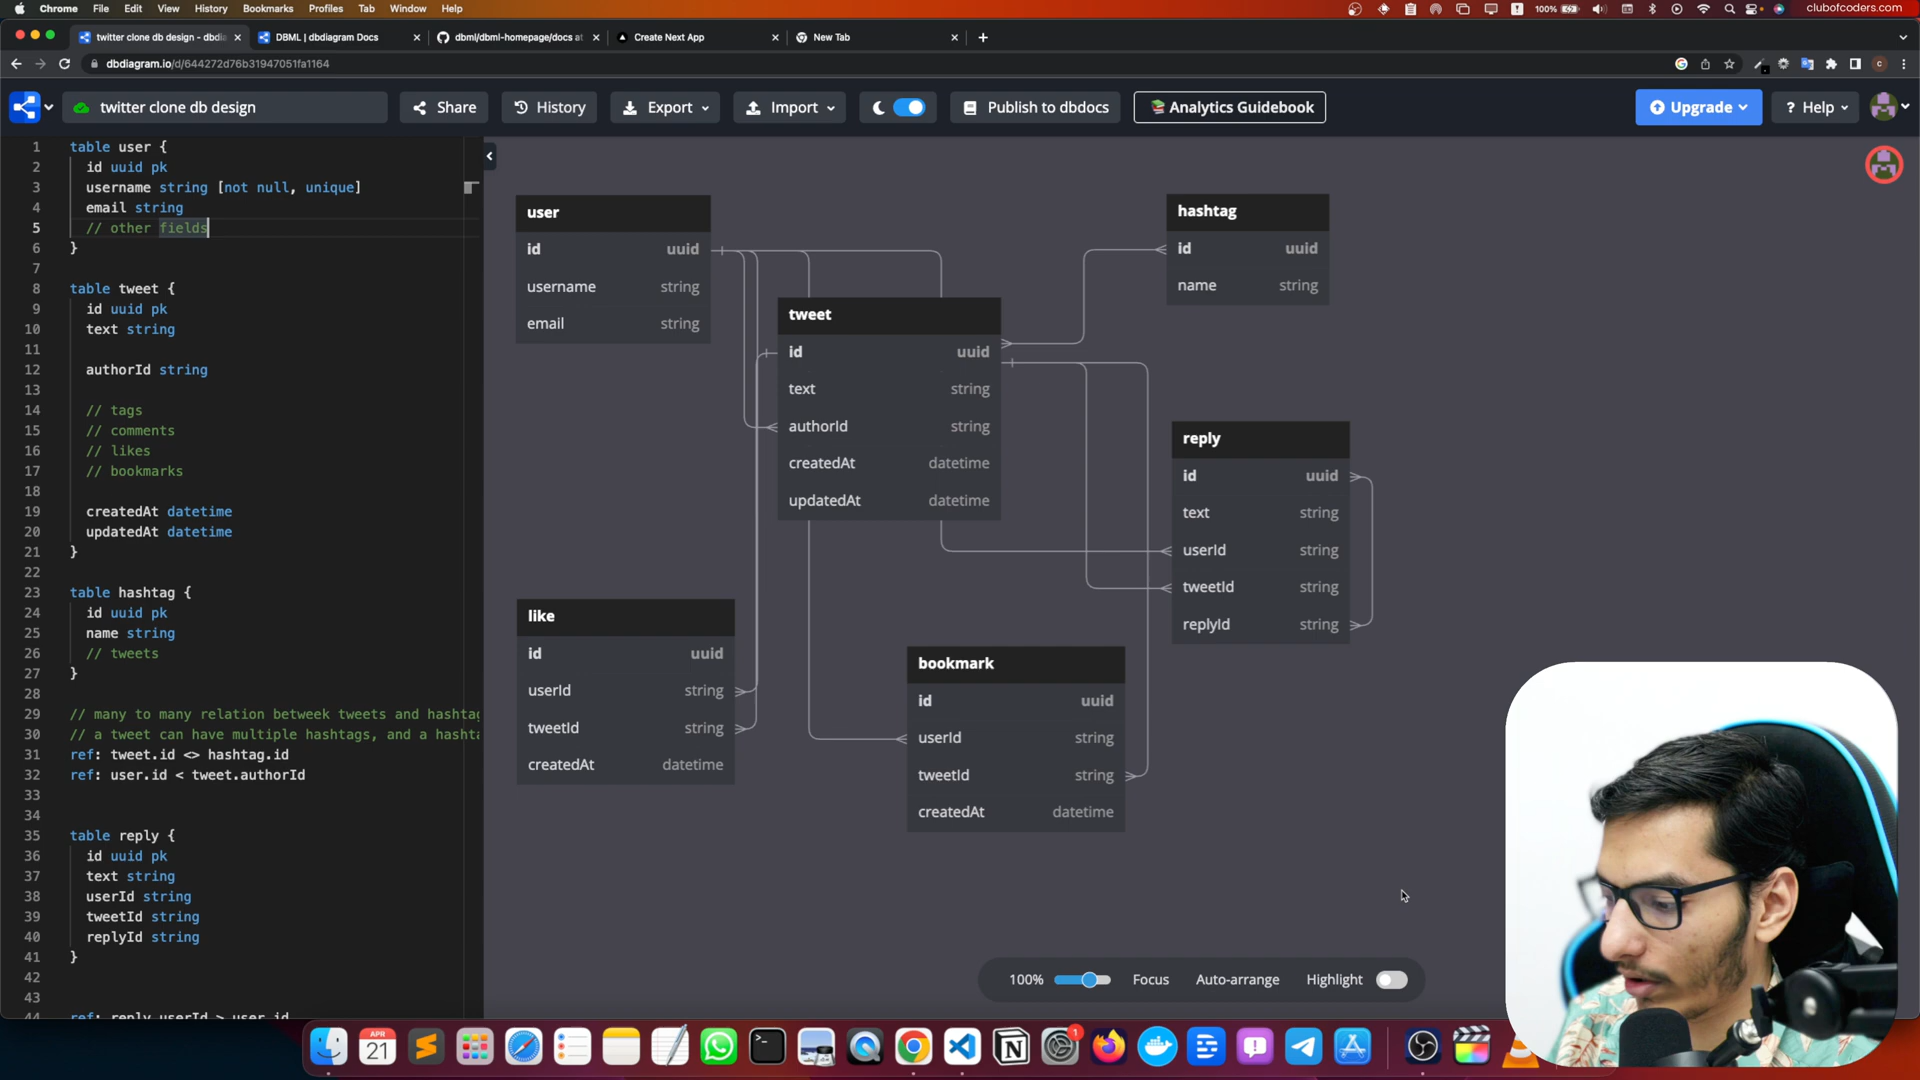 Chrome File Edit View History Bookmarks Profiles Tab Window Help
100%
clubofcoders.com
twitter clone db design - dbdia
DBML | dbdiagram Docs
dbml/dbml-homepage/docs at
Create Next App
New Tab
dbdiagram.io/d/644272d76b31947051fa1164
twitter clone db design
Share
History
Export
Import
Publish to dbdocs
Analytics Guidebook
Upgrade
? Help
1 table user {
2 id uuid pk
3 username string [not null, unique]
4 email string
5 // other fields
6 }
7
8 table tweet {
9 id uuid pk
10 text string
11
12 authorId string
13
14 // tags
15 // comments
16 // likes
17 // bookmarks
18
19 createdAt datetime
20 updatedAt datetime
21 }
22
23 table hashtag {
24 id uuid pk
25 name string
26 // tweets
27 }
28
29 // many to many relation betweek tweets and hashtag
30 // a tweet can have multiple hashtags, and a hashta
31 ref: tweet.id <> hashtag.id
32 ref: user.id < tweet.authorId
33
34
35 table reply {
36 id uuid pk
37 text string
38 userId string
39 tweetId string
40 replyId string
41 }
42
43
44 ref: reply.userId > user.id
user
id uuid
username string
email string
tweet
id uuid
text string
authorId string
createdAt datetime
updatedAt datetime
hashtag
id uuid
name string
reply
id uuid
text string
userId string
tweetId string
replyId string
like
id uuid
userId string
tweetId string
createdAt datetime
bookmark
id uuid
userId string
tweetId string
createdAt datetime
100%
Focus
Auto-arrange
Highlight
APR
21
1